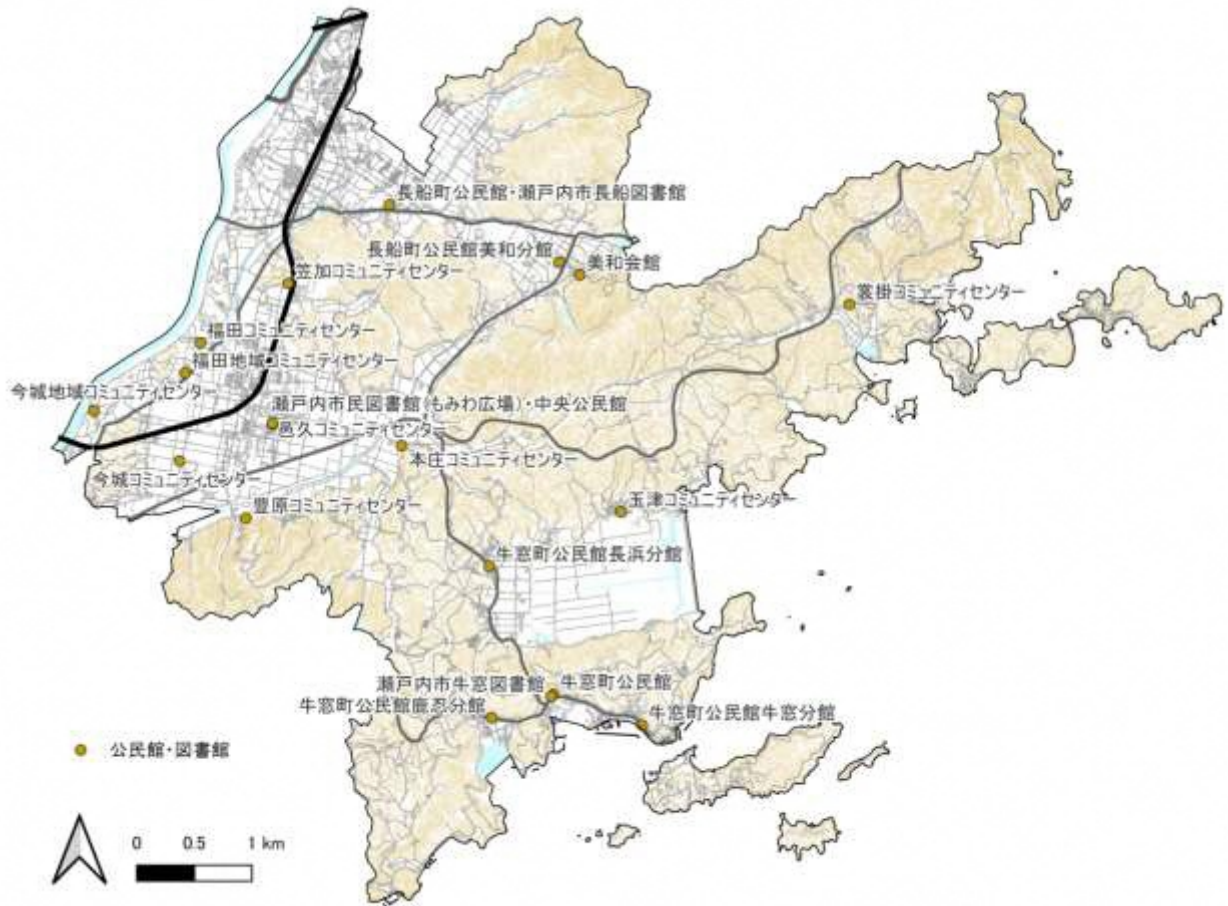 長船町公民館・瀬戸内市長船図書館
長船町公民館美和分館
美和会館
笠加コミュニティセンター
裳掛コミュニティセンター
福田コミュニティセンター
福田地域コミュニティセンター
今城地域コミュニティセンター
瀬戸内市民図書館(もみわ広場)・中央公民館
邑久コミュニティセンター
本庄コミュニティセンター
今城コミュニティセンター
豊原コミュニティセンター
玉津コミュニティセンター
牛窓町公民館長浜分館
瀬戸内市牛窓図書館
牛窓町公民館
牛窓町公民館鹿忍分館
牛窓町公民館牛窓分館
公民館・図書館
0 0.5 1 km